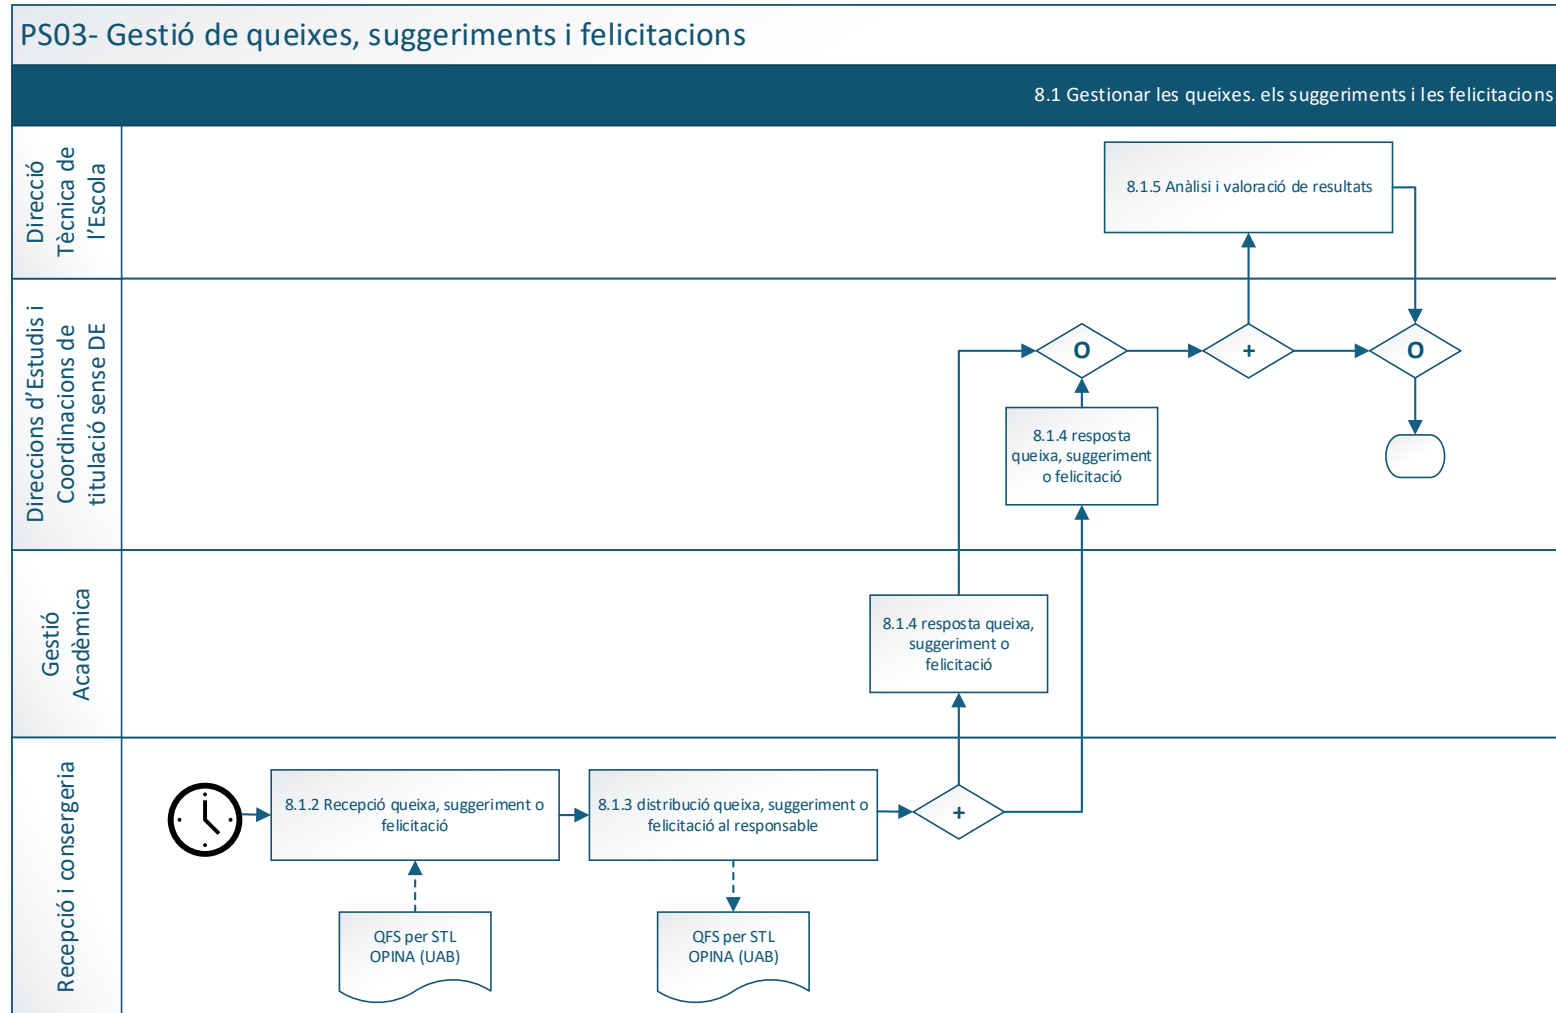 PS03- Gestió de queixes, suggeriments i felicitacions
8.1 Gestionar les queixes. els suggeriments i les felicitacions
Direcció
Tècnica de
l’Escola
8.1.5 Anàlisi i valoració de resultats
Direccions d’Estudis i
Coordinacions de
titulació sense DE
O
+
O
8.1.4 resposta
queixa, suggeriment
o felicitació
Gestió
Acadèmica
8.1.4 resposta queixa,
suggeriment o
felicitació
Recepció i consergeria
8.1.2 Recepció queixa, suggeriment o
felicitació
8.1.3 distribució queixa, suggeriment o
felicitació al responsable
+
QFS per STL
OPINA (UAB)
QFS per STL
OPINA (UAB)